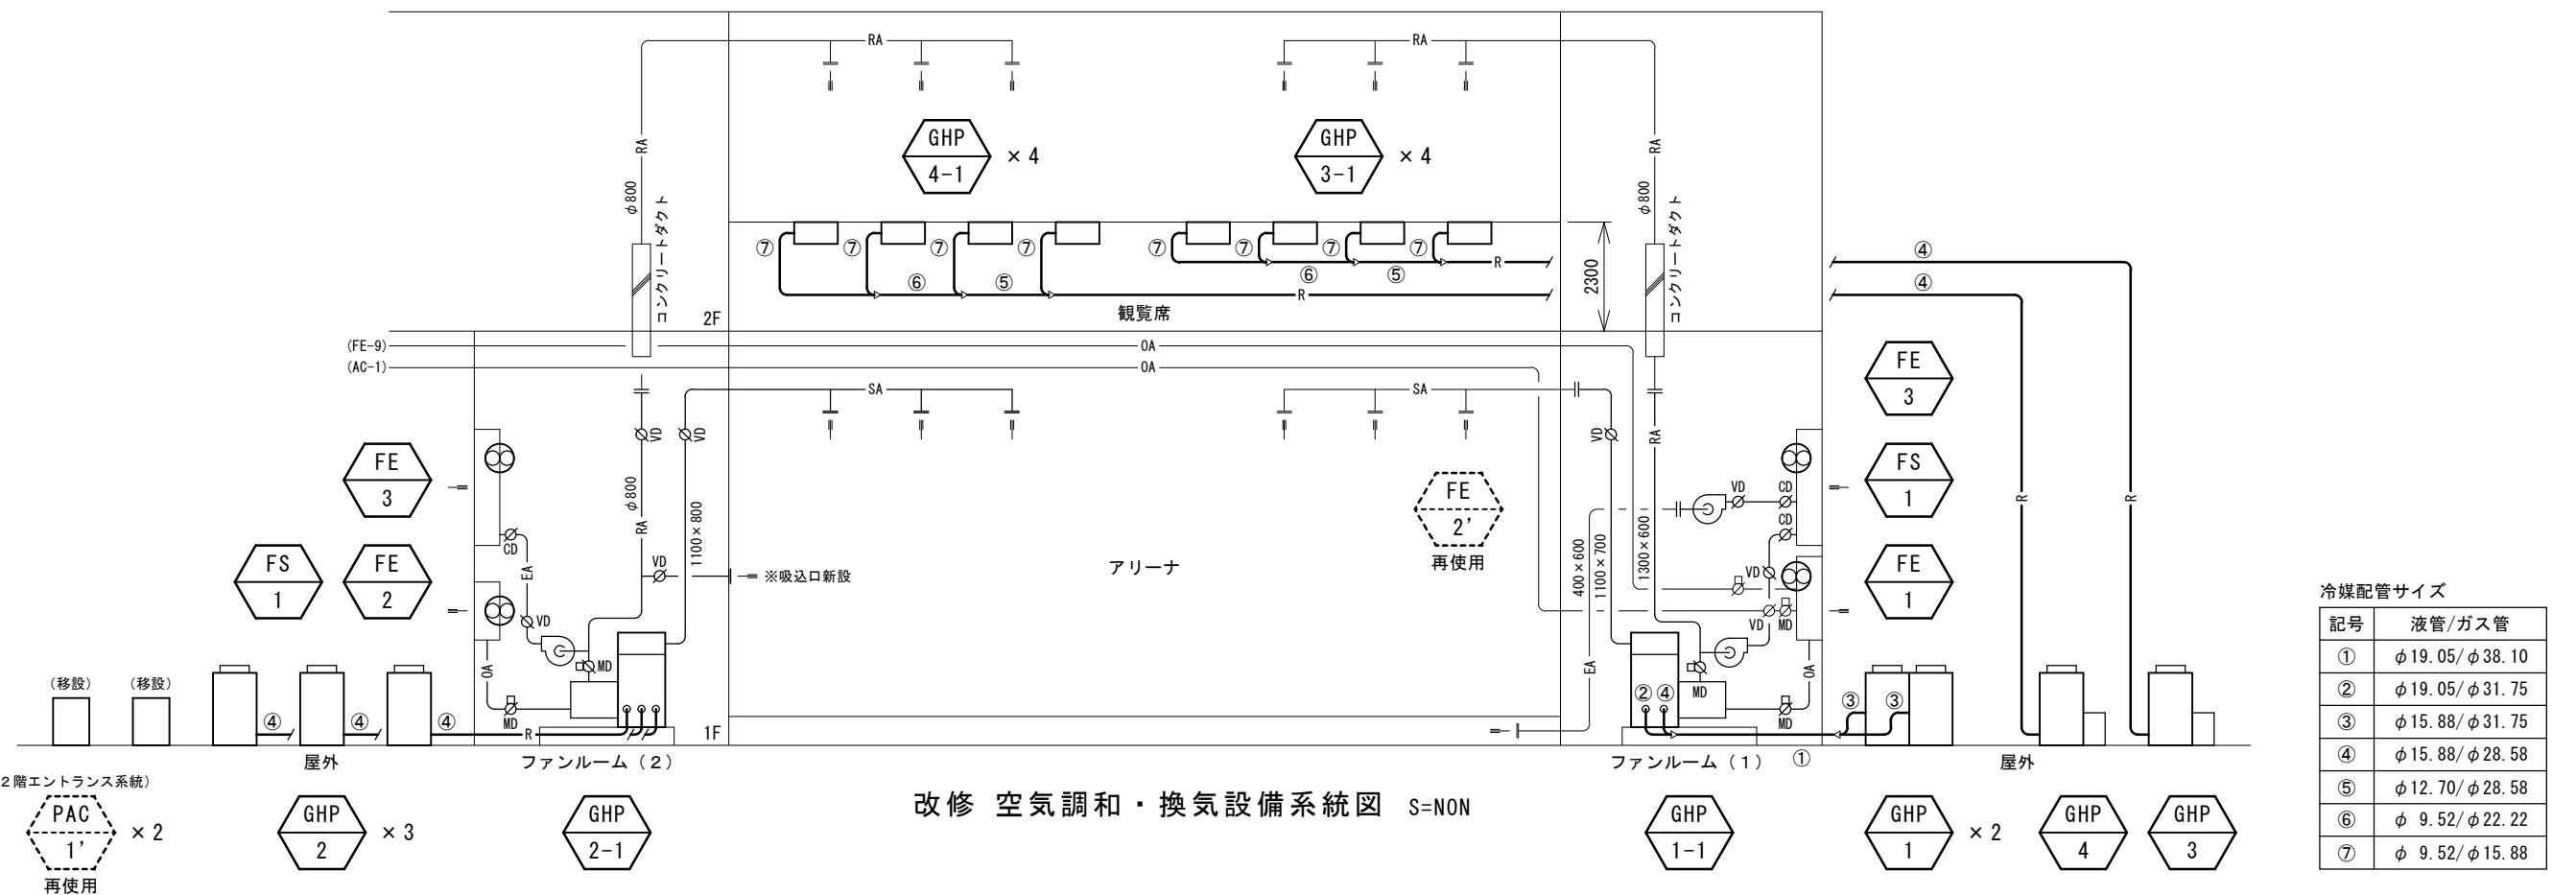 RA
RA
RA
RA
GHP
4-1
× 4
GHP
3-1
× 4
φ800
φ800
コンクリートダクト
コンクリートダクト
⑦ ⑦ ⑦ ⑦ ⑦ ⑦ ⑦ ⑦
R
⑥ ⑤ ⑥ ⑤
R
2300
④
④
観覧席
2F
(FE-9)
OA
(AC-1)
OA
SA
SA
FE
3
VD VD
VD
RA
FE
3
FS
1
FE
2'
再使用
VD CD
CD
R R
φ800
RA
1100×800
CD
EA
VD
※吸込口新設
アリーナ
400×600
1100×700
1300×600
VD
FS
1
FE
2
FE
1
VD
VD MD
MD
OA
MD
EA
② ④
MD
OA
MD
③ ③
(移設) (移設)
④ ④ ④
R
1F
屋外
ファンルーム（2）
ファンルーム（1）
①
屋外
2階エントランス系統)
PAC
1'
× 2
再使用
GHP
2
× 3
GHP
2-1
改修 空気調和・換気設備系統図 S=NON
GHP
1-1
GHP
1
× 2
GHP
4
GHP
3
冷媒配管サイズ
記号 液管/ガス管
① φ19.05/φ38.10
② φ19.05/φ31.75
③ φ15.88/φ31.75
④ φ15.88/φ28.58
⑤ φ12.70/φ28.58
⑥ φ 9.52/φ22.22
⑦ φ 9.52/φ15.88